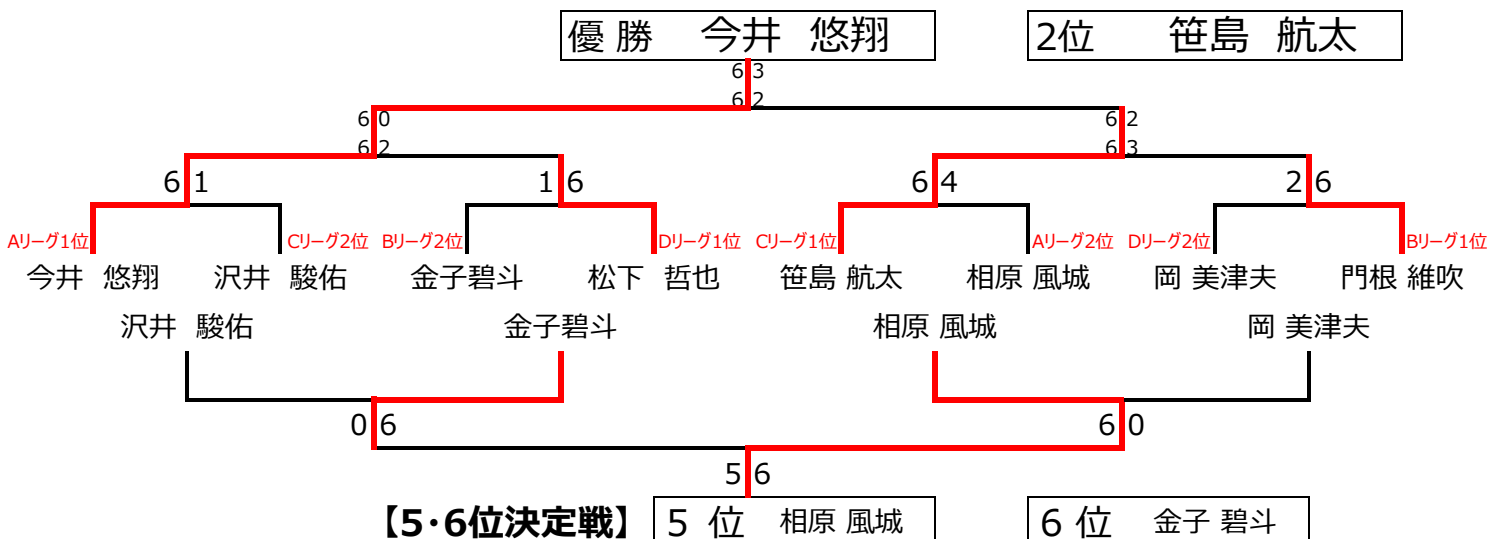 優 勝 今井 悠翔 2位 笹島 航太
6 3
6 2
6 0 6 2
6 2 6 3
6 1 1 6 6 4 2 6
Aリーグ1位 Cリーグ2位 Bリーグ2位 Dリーグ1位 Cリーグ1位 Aリーグ2位 Dリーグ2位 Bリーグ1位
今井 悠翔 沢井 駿佑 金子碧斗 松下 哲也 笹島 航太 相原 風城 岡 美津夫 門根 維吹
沢井 駿佑 金子碧斗 相原 風城 岡 美津夫
0 6 6 0
5 6
【5・6位決定戦】 5 位 相原 風城 6 位 金子 碧斗